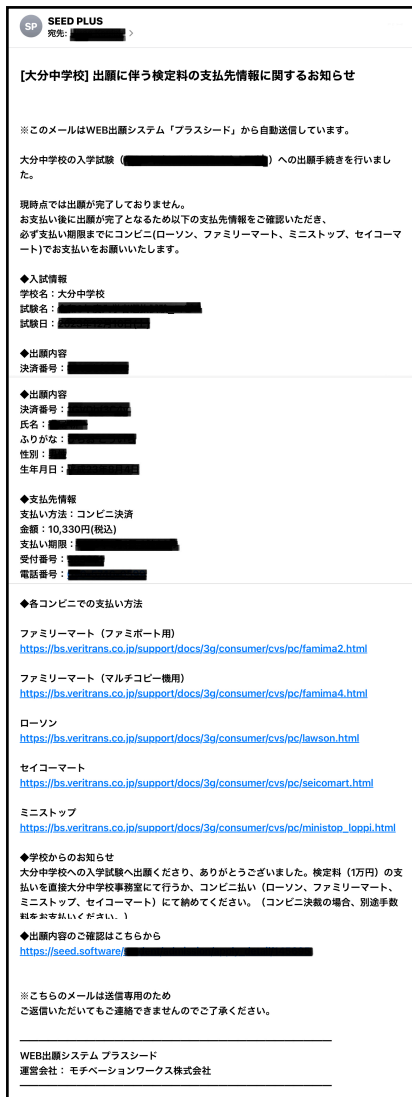 SP
SEED PLUS
宛先:
[大分中学校] 出願に伴う検定料の支払先情報に関するお知らせ
※このメールはWEB出願システム「プラスシード」から自動送信しています。
大分中学校の入学試験（
）への出願手続きを行いまし
た。
現時点では出願が完了しておりません。
お支払い後に出願が完了となるため以下の支払先情報をご確認いただき、
必ず支払い期限までにコンビニ(ローソン、ファミリーマート、ミニストップ、セイコーマ
ート)でお支払いをお願いいたします。
◆入試情報
学校名：大分中学校
試験名：
試験日：
◆出願内容
決済番号：
◆出願内容
決済番号：
氏名：
ふりがな：
性別：
生年月日：
◆支払先情報
支払い方法：コンビニ決済
金額：10,330円(税込)
支払い期限：
受付番号：
電話番号：
◆各コンビニでの支払い方法
ファミリーマート（ファミポート用）
https://bs.veritrans.co.jp/support/docs/3g/consumer/cvs/pc/famima2.html
ファミリーマート（マルチコピー機用）
https://bs.veritrans.co.jp/support/docs/3g/consumer/cvs/pc/famima4.html
ローソン
https://bs.veritrans.co.jp/support/docs/3g/consumer/cvs/pc/lawson.html
セイコーマート
https://bs.veritrans.co.jp/support/docs/3g/consumer/cvs/pc/seicomart.html
ミニストップ
https://bs.veritrans.co.jp/support/docs/3g/consumer/cvs/pc/ministop_loppi.html
◆学校からのお知らせ
大分中学校への入学試験へ出願くださり、ありがとうございました。検定料（1万円）の支
払いを直接大分中学校事務室にて行うか、コンビニ払い（ローソン、ファミリーマート、
ミニストップ、セイコーマート）にて納めてください。（コンビニ決裁の場合、別途手数
料をお支払いください。）
◆出願内容のご確認はこちらから
https://seed.software/
※こちらのメールは送信専用のため
ご返信いただいてもご連絡できませんのでご了承ください。
WEB出願システム プラスシード
運営会社： モチベーションワークス株式会社